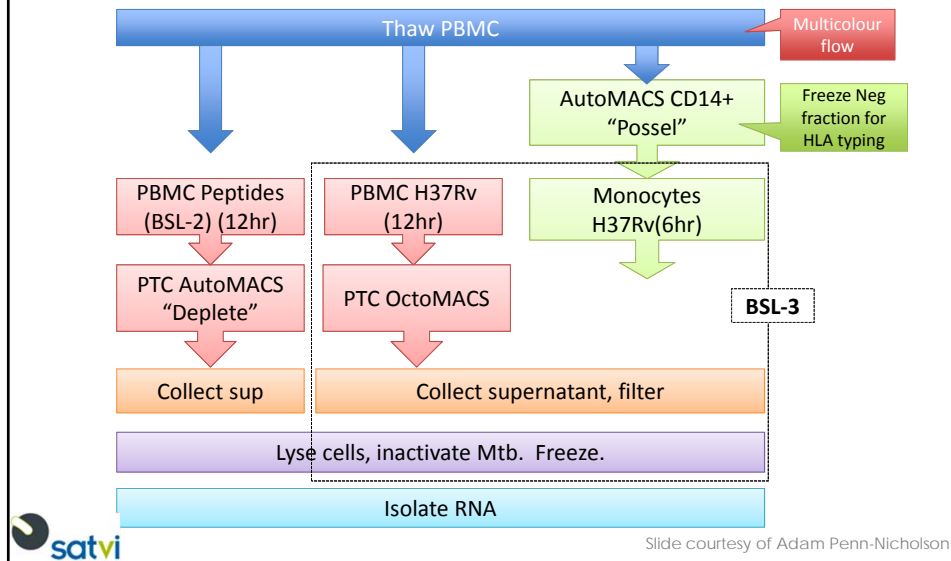 Thaw PBMC
Multicolour
flow
AutoMACS CD14+
“Possel”
Freeze Neg
fraction for
HLA typing
PBMC Peptides
(BSL-2) (12hr)
PBMC H37Rv
(12hr)
Monocytes
H37Rv(6hr)
PTC AutoMACS
“Deplete”
PTC OctoMACS
BSL-3
Collect sup
Collect supernatant, filter
Lyse cells, inactivate Mtb.  Freeze.
Isolate RNA
satvi
Slide courtesy of Adam Penn-Nicholson